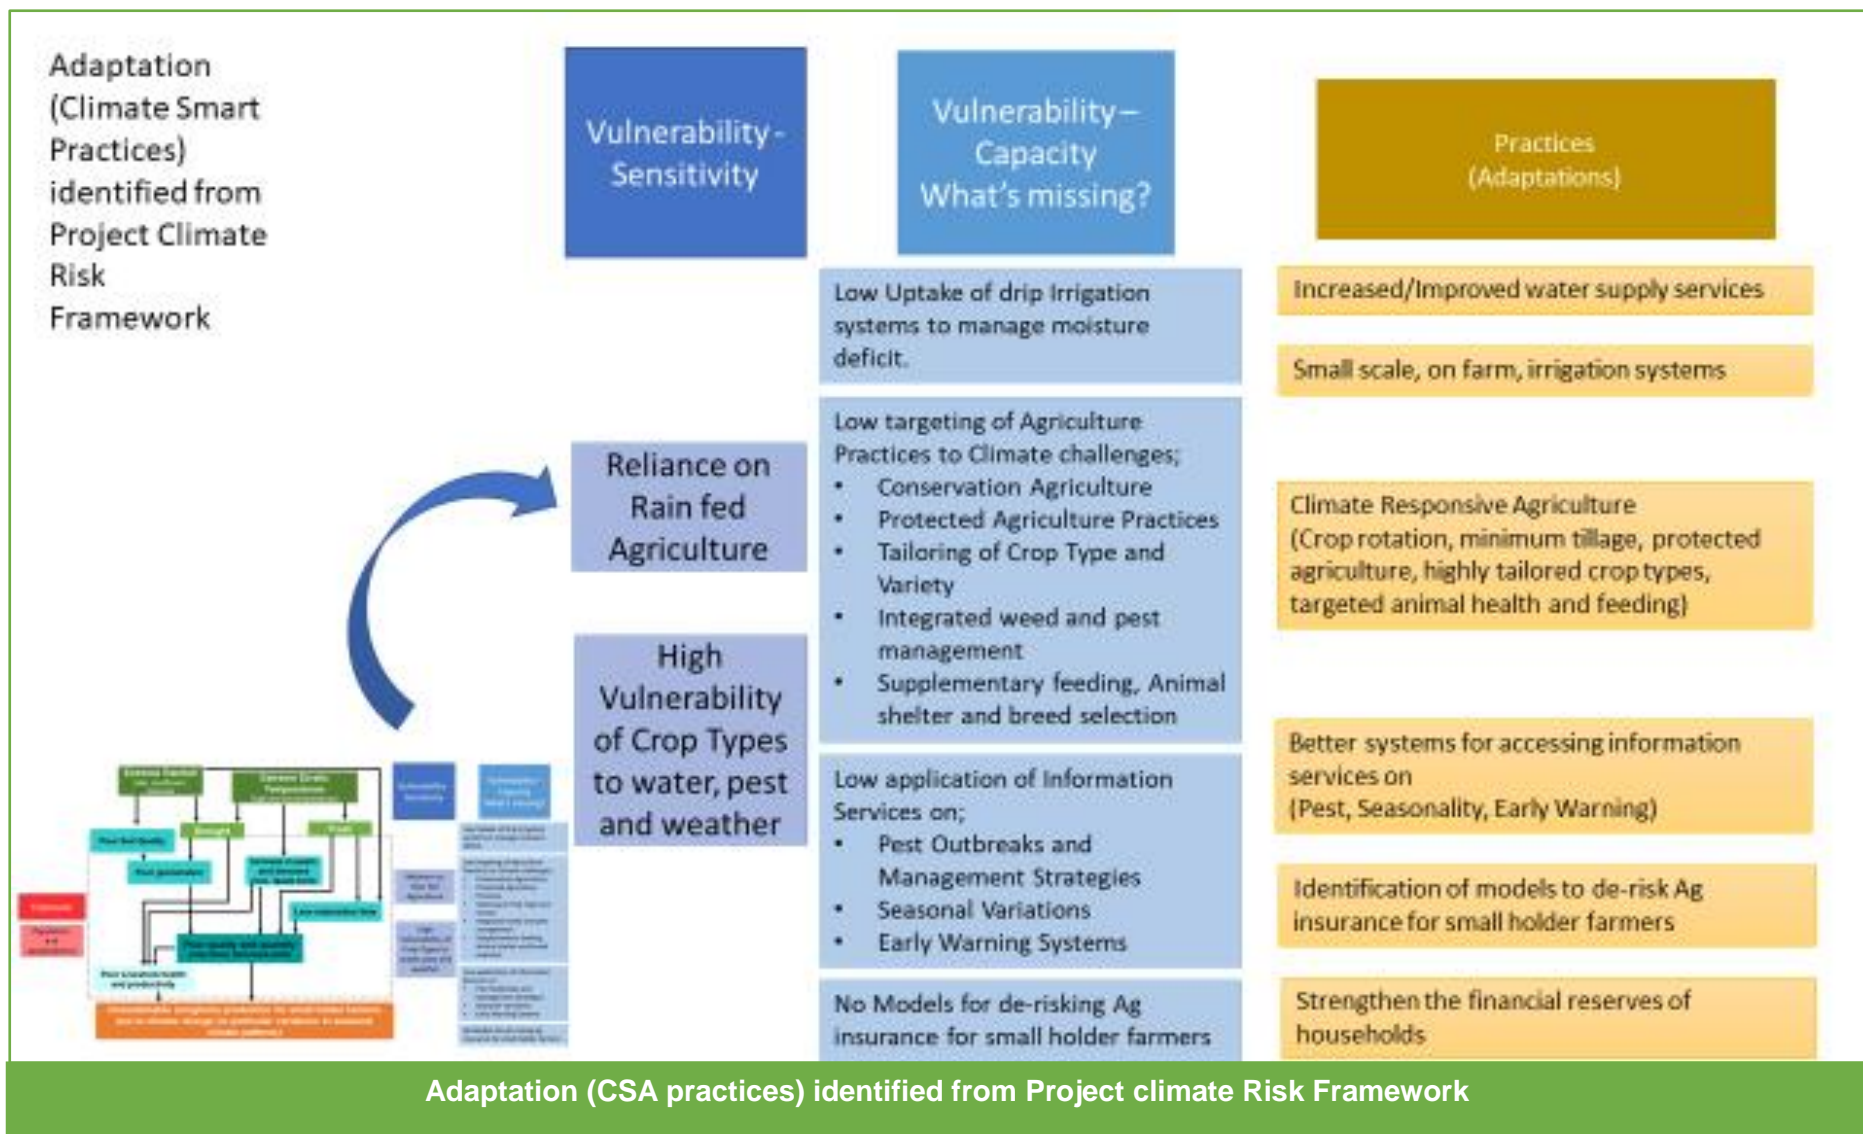 Adaptation
(Climate Smart
Practices)
identified from
Project Climate
Risk
Framework
Vulnerability-
Sensitivity
Vulnerability–
Capacity
What's missing?
Practices
(Adaptations)
Reliance on
Rain fed
Agriculture
High
Vulnerability
of Crop Types
to water, pest
and weather
Low Uptake of drip Irrigation
systems to manage moisture
deficit.
Low targeting of Agriculture
Practices to Climate challenges;
• Conservation Agriculture
• Protected Agriculture Practices
• Tailoring of Crop Type and
Variety
• Integrated weed and pest
management
• Supplementary feeding, Animal
shelter and breed selection
Low application of Information
Services on;
• Pest Outbreaks and
Management Strategies
• Seasonal Variations
• Early Warning Systems
No Models for de-risking Ag
insurance for small holder farmers
Increased/Improved water supply services
Small scale, on farm, irrigation systems
Climate Responsive Agriculture
(Crop rotation, minimum tillage, protected
agriculture, highly tailored crop types,
targeted animal health and feeding)
Better systems for accessing information
services on
(Pest, Seasonality, Early Warning)
Identification of models to de-risk Ag
insurance for small holder farmers
Strengthen the financial reserves of
households
Drought
Poor livestock health
and productivity
Adaptation (CSA practices) identified from Project climate Risk Framework